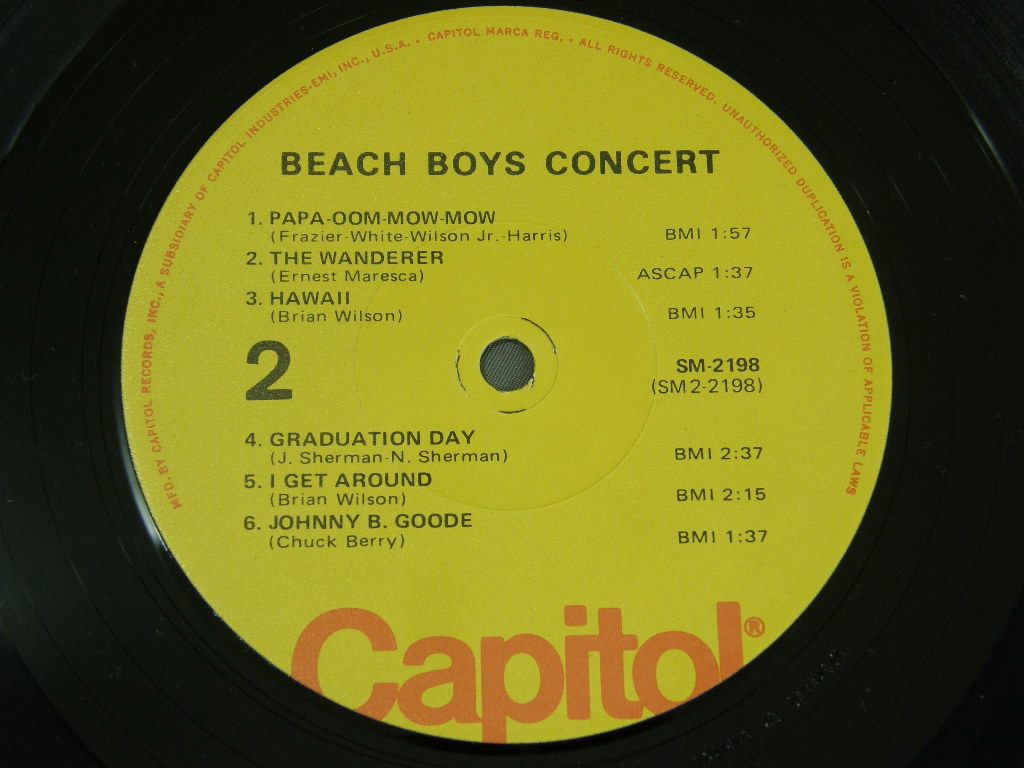 MFD. BY CAPITOL RECORDS, INC., A SUBSIDIARY OF CAPITOL INDUSTRIES-EMI, INC., U.S.A. • CAPITOL MARCA REG. • ALL RIGHTS RESERVED. UNAUTHORIZED DUPLICATION IS A VIOLATION OF APPLICABLE LAWS
BEACH BOYS CONCERT
1. PAPA-OOM-MOW-MOW
(Frazier-White-Wilson Jr.-Harris) BMI 1:57
2. THE WANDERER
(Ernest Maresca) ASCAP 1:37
3. HAWAII
(Brian Wilson) BMI 1:35
2 SM-2198
(SM2-2198)
4. GRADUATION DAY
(J. Sherman-N. Sherman) BMI 2:37
5. I GET AROUND
(Brian Wilson) BMI 2:15
6. JOHNNY B. GOODE
(Chuck Berry) BMI 1:37
Capitol®